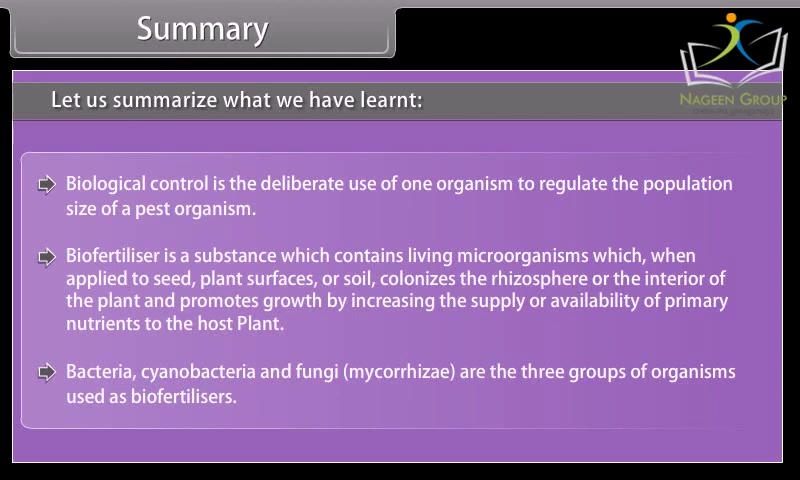 Summary
NAGEEN GROUP
Let us summarize what we have learnt:
Biological control is the deliberate use of one organism to regulate the population
size of a pest organism.
Biofertiliser is a substance which contains living microorganisms which, when
applied to seed, plant surfaces, or soil, colonizes the rhizosphere or the interior of
the plant and promotes growth by increasing the supply or availability of primary
nutrients to the host Plant.
Bacteria, cyanobacteria and fungi (mycorrhizae) are the three groups of organisms
used as biofertilisers.